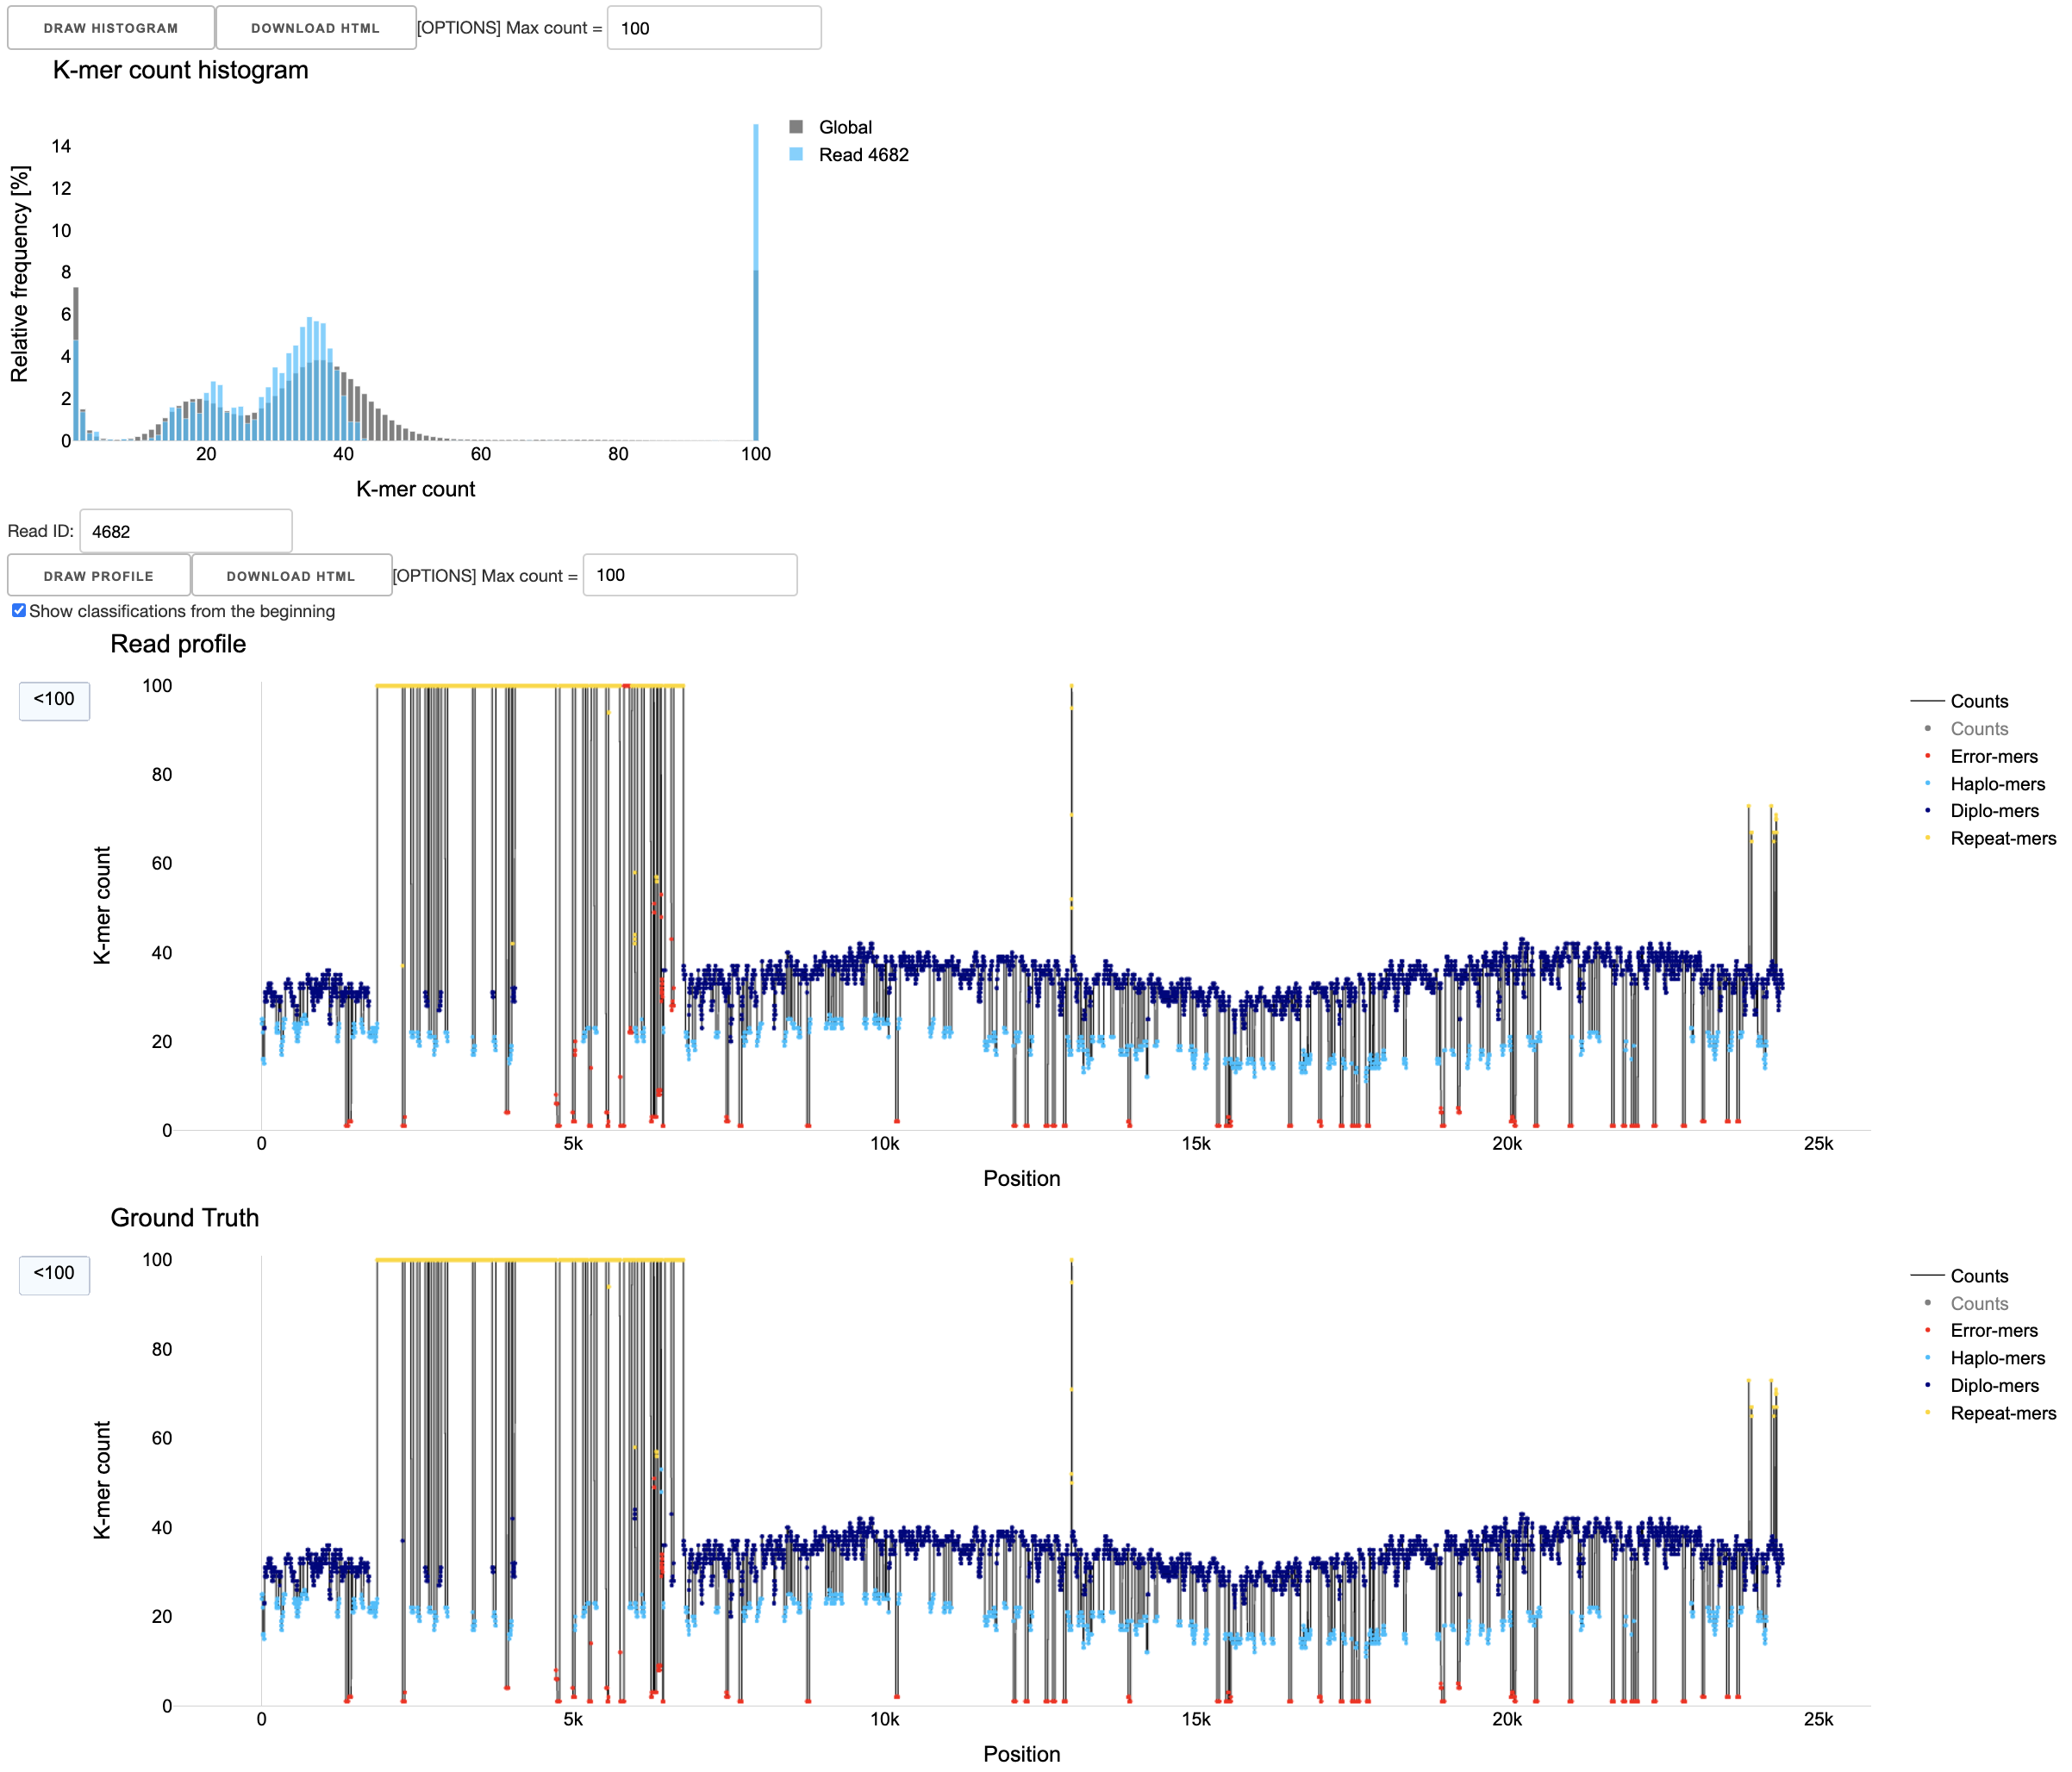 DRAW HISTOGRAM DOWNLOAD HTML [OPTIONS] Max count = 100
K-mer count histogram
Relative frequency [%]
14
12
10
8
6
4
2
0
20 40 60 80 100
K-mer count
Global
Read 4682
Read ID: 4682
DRAW PROFILE DOWNLOAD HTML [OPTIONS] Max count = 100
Show classifications from the beginning
Read profile
<100
K-mer count
100
80
60
40
20
0
0 5k 10k 15k 20k 25k
Position
Counts
Counts
Error-mers
Haplo-mers
Diplo-mers
Repeat-mers
Ground Truth
<100
K-mer count
100
80
60
40
20
0
0 5k 10k 15k 20k 25k
Position
Counts
Counts
Error-mers
Haplo-mers
Diplo-mers
Repeat-mers